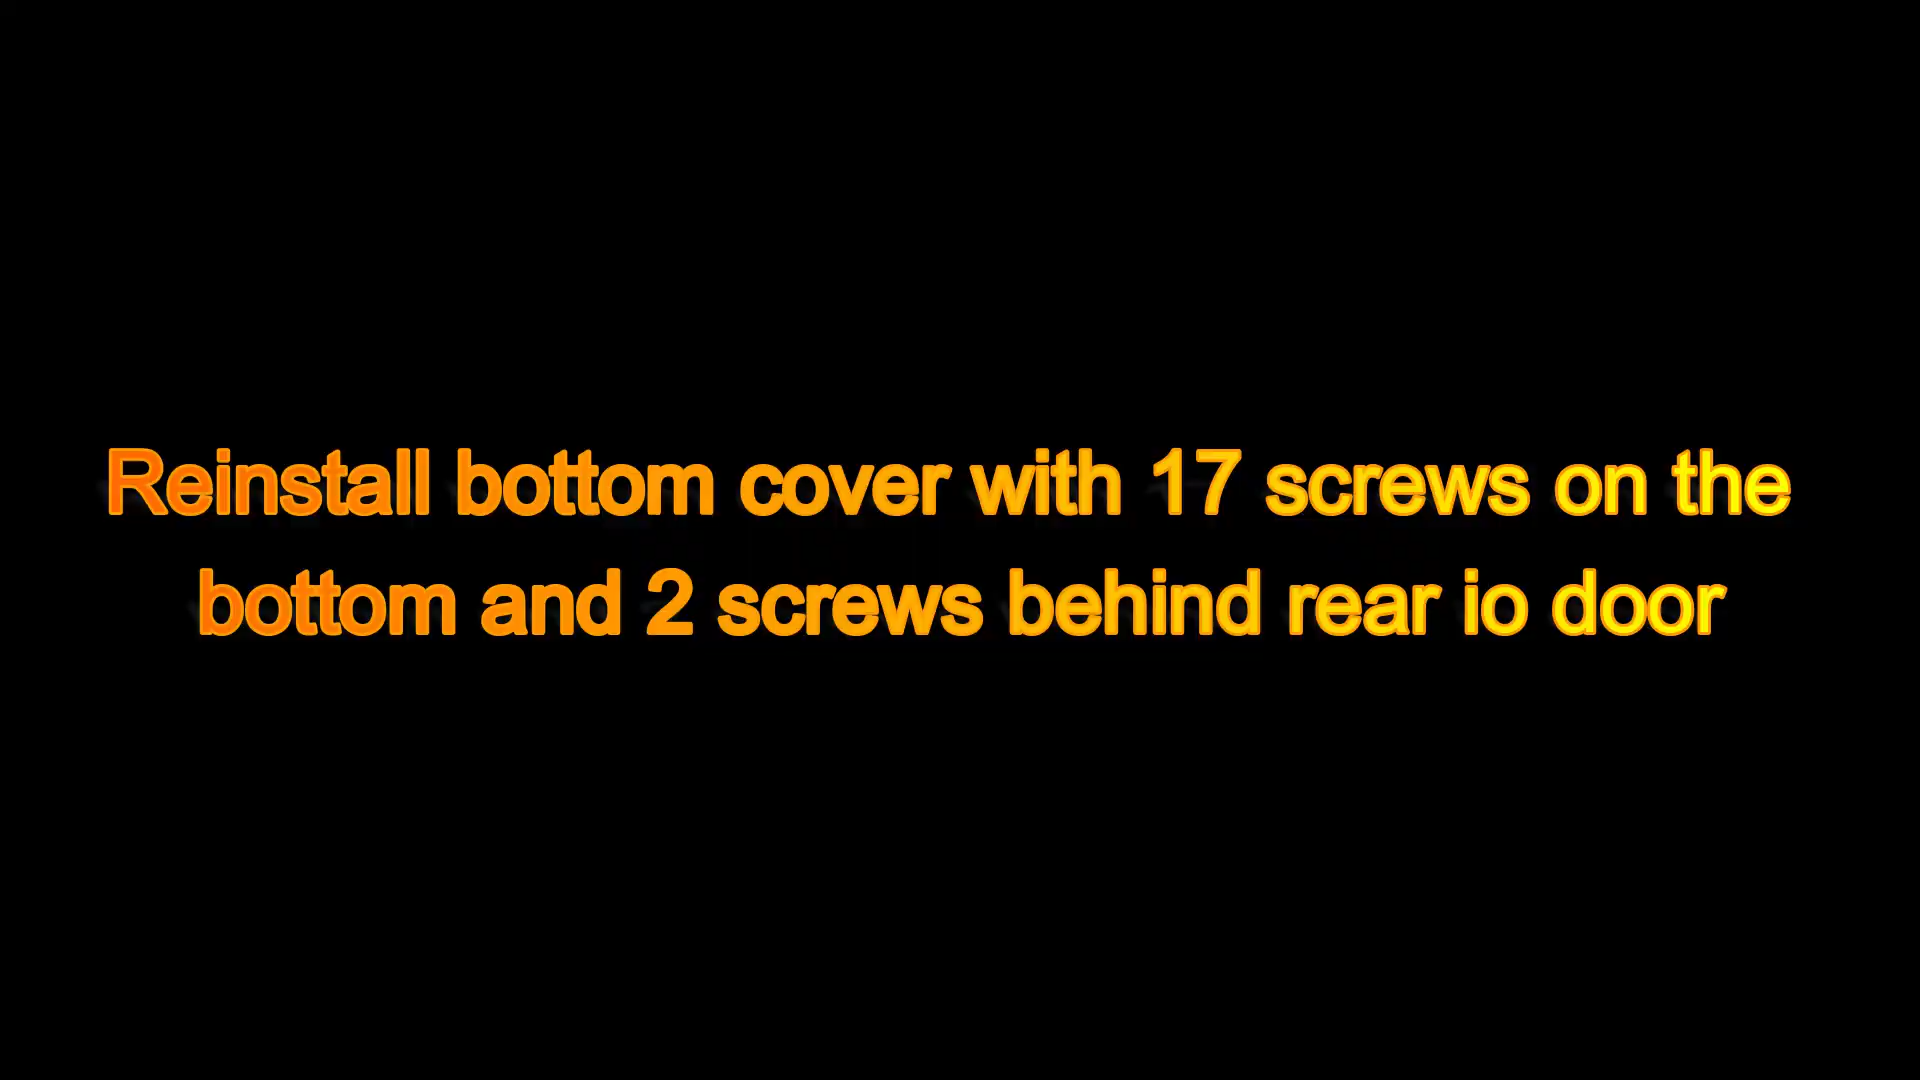 Reinstall bottom cover with 17 screws on the
bottom and 2 screws behind rear io door